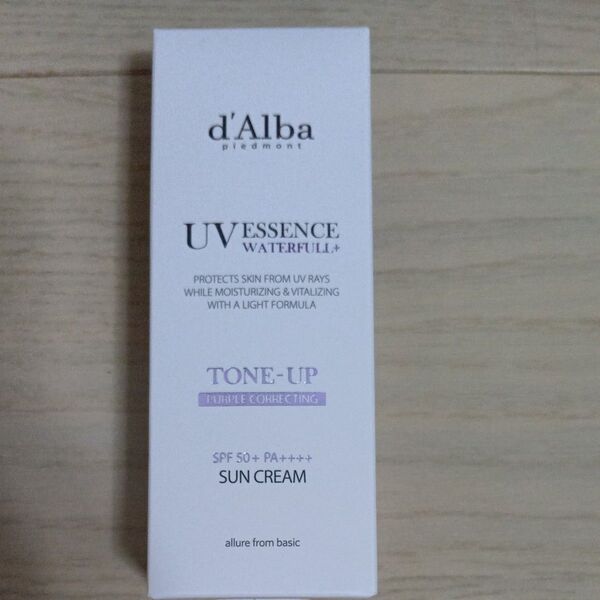 d'Alba
piedmont
UV ESSENCE
WATERFULL+
PROTECTS SKIN FROM UV RAYS
WHILE MOISTURIZING & VITALIZING
WITH A LIGHT FORMULA
TONE-UP
PURPLE CORRECTING
SPF 50+ PA++++
SUN CREAM
allure from basic